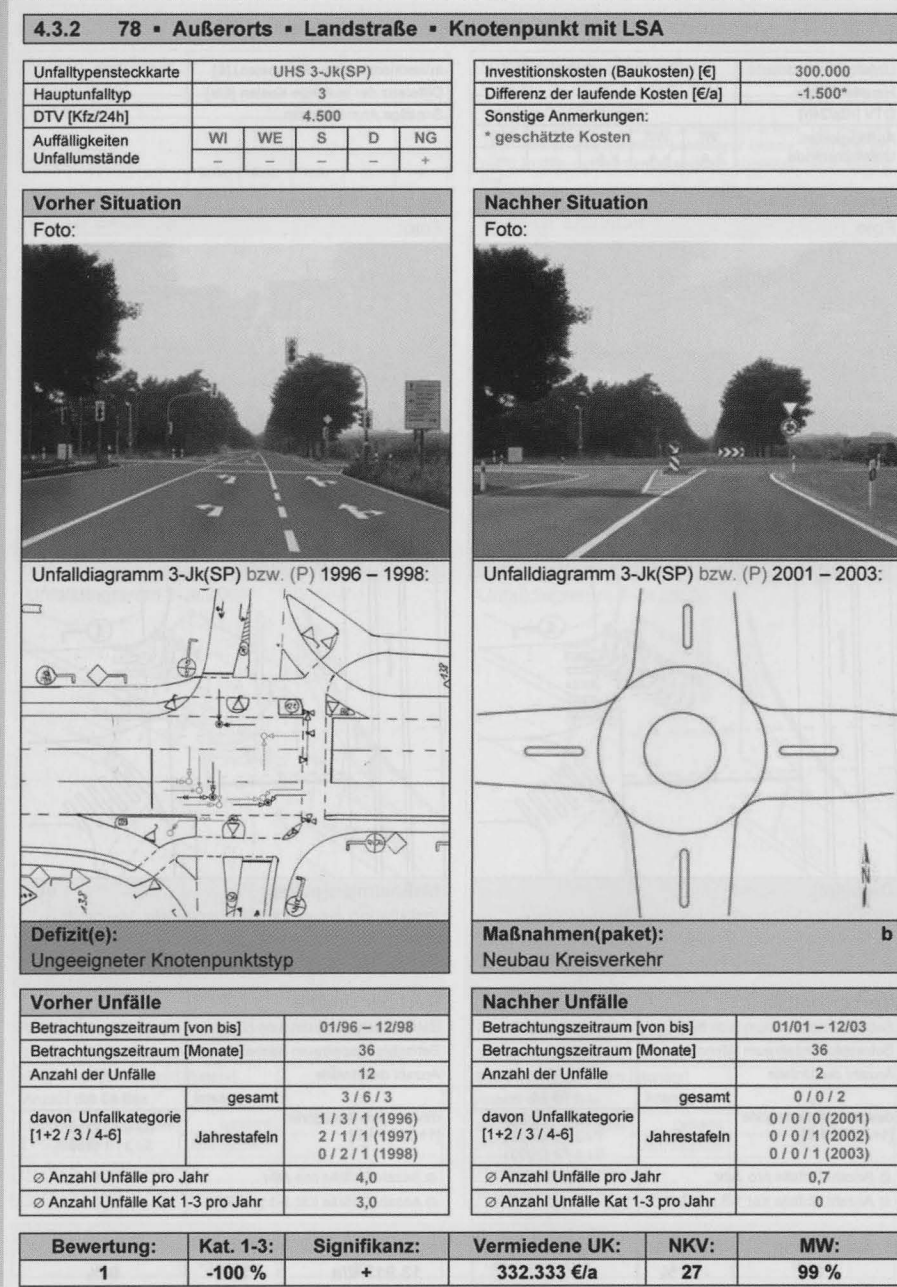 4.3.2 78 ▪ Außerorts ▪ Landstraße ▪ Knotenpunkt mit LSA
Unfalltypensteckkarte UHS 3-Jk(SP)
Hauptunfalltyp 3
DTV [Kfz/24h] 4.500
Auffälligkeiten WI WE S D NG
Unfallumstände – – – – +
Investitionskosten (Baukosten) [€] 300.000
Differenz der laufende Kosten [€/a] -1.500*
Sonstige Anmerkungen:
* geschätzte Kosten
Vorher Situation
Foto:
Unfalldiagramm 3-Jk(SP) bzw. (P) 1996 – 1998:
138
138
Defizit(e):
Ungeeigneter Knotenpunktstyp
Nachher Situation
Foto:
Unfalldiagramm 3-Jk(SP) bzw. (P) 2001 – 2003:
N
Maßnahmen(paket): b
Neubau Kreisverkehr
Vorher Unfälle
Betrachtungszeitraum [von bis] 01/96 – 12/98
Betrachtungszeitraum [Monate] 36
Anzahl der Unfälle 12
davon Unfallkategorie
[1+2 / 3 / 4-6]
gesamt 3 / 6 / 3
Jahrestafeln
1 / 3 / 1 (1996)
2 / 1 / 1 (1997)
0 / 2 / 1 (1998)
∅ Anzahl Unfälle pro Jahr 4,0
∅ Anzahl Unfälle Kat 1-3 pro Jahr 3,0
Nachher Unfälle
Betrachtungszeitraum [von bis] 01/01 – 12/03
Betrachtungszeitraum [Monate] 36
Anzahl der Unfälle 2
davon Unfallkategorie
[1+2 / 3 / 4-6]
gesamt 0 / 0 / 2
Jahrestafeln
0 / 0 / 0 (2001)
0 / 0 / 1 (2002)
0 / 0 / 1 (2003)
∅ Anzahl Unfälle pro Jahr 0,7
∅ Anzahl Unfälle Kat 1-3 pro Jahr 0
Bewertung: Kat. 1-3: Signifikanz: Vermiedene UK: NKV: MW:
1 -100 % + 332.333 €/a 27 99 %